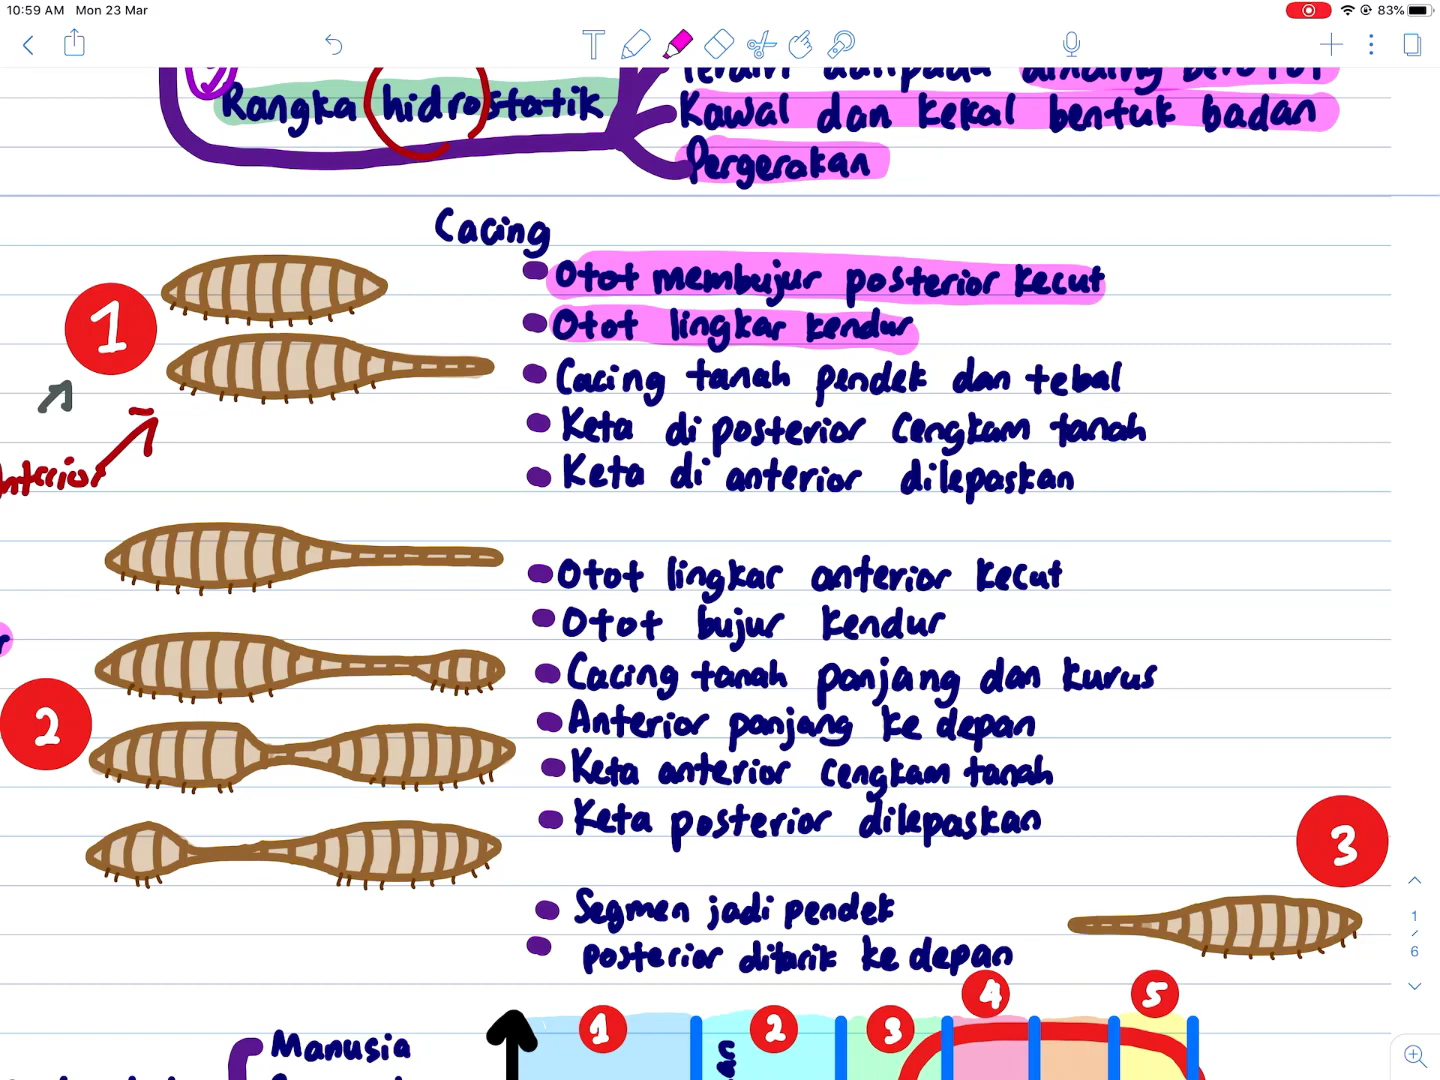 10:59 AM Mon 23 Mar
83%
T
Terdiri daripada dinding berotot
Rangka hidrostatik
Kawal dan kekal bentuk badan
Pergerakan
Cacing
Otot membujur posterior kecut
1
Otot lingkar kendur
Cacing tanah pendek dan tebal
Keta di posterior cengkam tanah
Anterior
Keta di anterior dilepaskan
Otot lingkar anterior kecut
Otot bujur kendur
Cacing tanah panjang dan kurus
2
Anterior panjang ke depan
Keta anterior cengkam tanah
Keta posterior dilepaskan
3
Segmen jadi pendek
1/6
posterior ditarik ke depan
4
5
1
2
3
Manusia